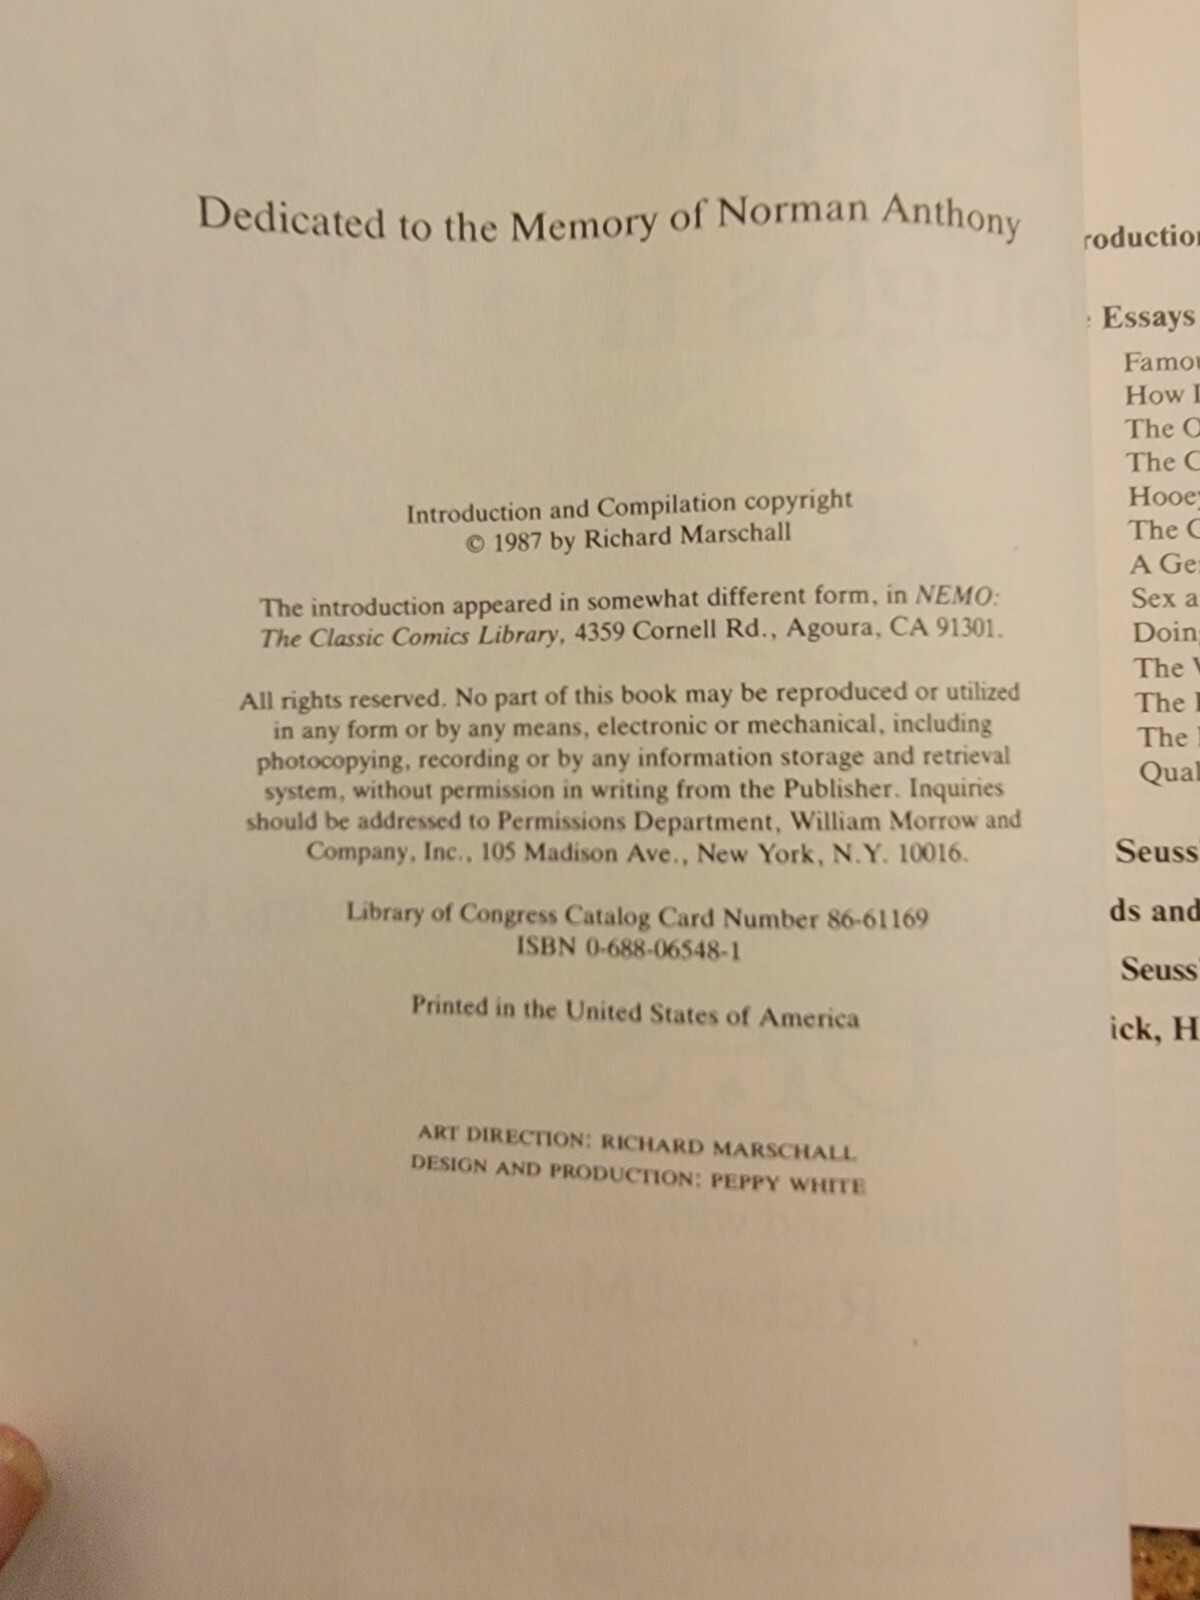 Dedicated to the Memory of Norman Anthony
Introduction and Compilation copyright
© 1987 by Richard Marschall
The introduction appeared in somewhat different form, in NEMO:
The Classic Comics Library, 4359 Cornell Rd., Agoura, CA 91301.
All rights reserved. No part of this book may be reproduced or utilized
in any form or by any means, electronic or mechanical, including
photocopying, recording or by any information storage and retrieval
system, without permission in writing from the Publisher. Inquiries
should be addressed to Permissions Department, William Morrow and
Company, Inc., 105 Madison Ave., New York, N.Y. 10016.
Library of Congress Catalog Card Number 86-61169
ISBN 0-688-06548-1
Printed in the United States of America
ART DIRECTION: RICHARD MARSCHALL
DESIGN AND PRODUCTION: PEPPY WHITE
Essays
How
The
The
The
A
Sex a
The
The
The
Seuss
ds and
Seuss'
ick, H